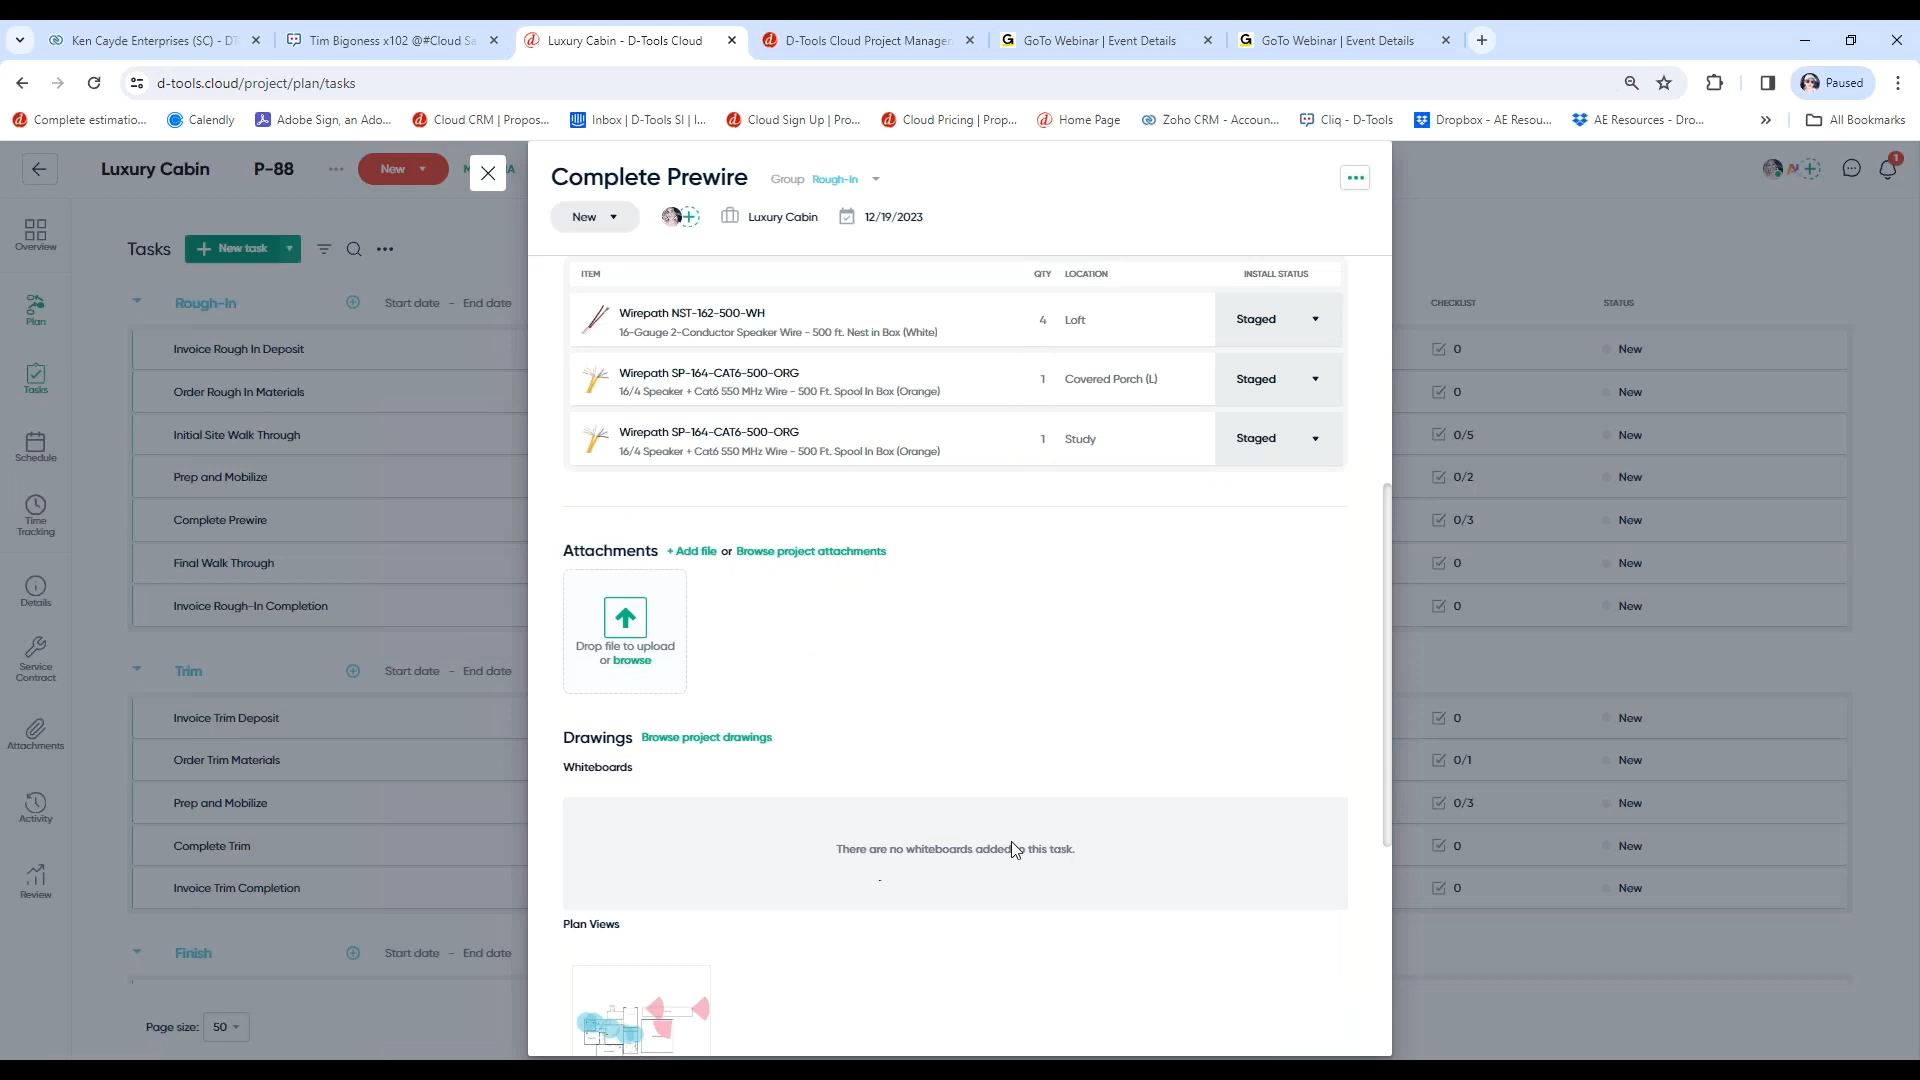 Ken Cayde Enterprises (SC) - DT
Tim Bigoness x102 @#Cloud Sa
Luxury Cabin - D-Tools Cloud
D-Tools Cloud Project Manager
GoTo Webinar | Event Details
GoTo Webinar | Event Details
d-tools.cloud/project/plan/tasks
Paused
Complete estimatio...
Calendly
Adobe Sign, an Ado...
Cloud CRM | Propos...
Inbox | D-Tools SI | I...
Cloud Sign Up | Pro...
Cloud Pricing | Prop...
Home Page
Zoho CRM - Accoun...
Cliq - D-Tools
Dropbox - AE Resou...
AE Resources - Dro...
All Bookmarks
Luxury Cabin
P-88
New
1
Overview
Plan
Tasks
Schedule
Time
Tracking
Details
Service
Contract
Attachments
Activity
Review
Tasks
New task
Rough-In
Start date - End date
CHECKLIST
STATUS
Invoice Rough In Deposit
0
New
Order Rough In Materials
0
New
Initial Site Walk Through
0/5
New
Prep and Mobilize
0/2
New
Complete Prewire
0/3
New
Final Walk Through
0
New
Invoice Rough-In Completion
0
New
Trim
Start date - End date
Invoice Trim Deposit
0
New
Order Trim Materials
0/1
New
Prep and Mobilize
0/3
New
Complete Trim
0
New
Invoice Trim Completion
0
New
Finish
Start date - End date
Page size: 50
Complete Prewire
Group Rough-In
New
Luxury Cabin
12/19/2023
ITEM
QTY
LOCATION
INSTALL STATUS
Wirepath NST-162-500-WH
16-Gauge 2-Conductor Speaker Wire - 500 ft. Nest in Box (White)
4
Loft
Staged
Wirepath SP-164-CAT6-500-ORG
16/4 Speaker + Cat6 550 MHz Wire - 500 Ft. Spool In Box (Orange)
1
Covered Porch (L)
Staged
Wirepath SP-164-CAT6-500-ORG
16/4 Speaker + Cat6 550 MHz Wire - 500 Ft. Spool In Box (Orange)
1
Study
Staged
Attachments + Add file or Browse project attachments
Drop file to upload
or browse
Drawings Browse project drawings
Whiteboards
There are no whiteboards added to this task.
Plan Views